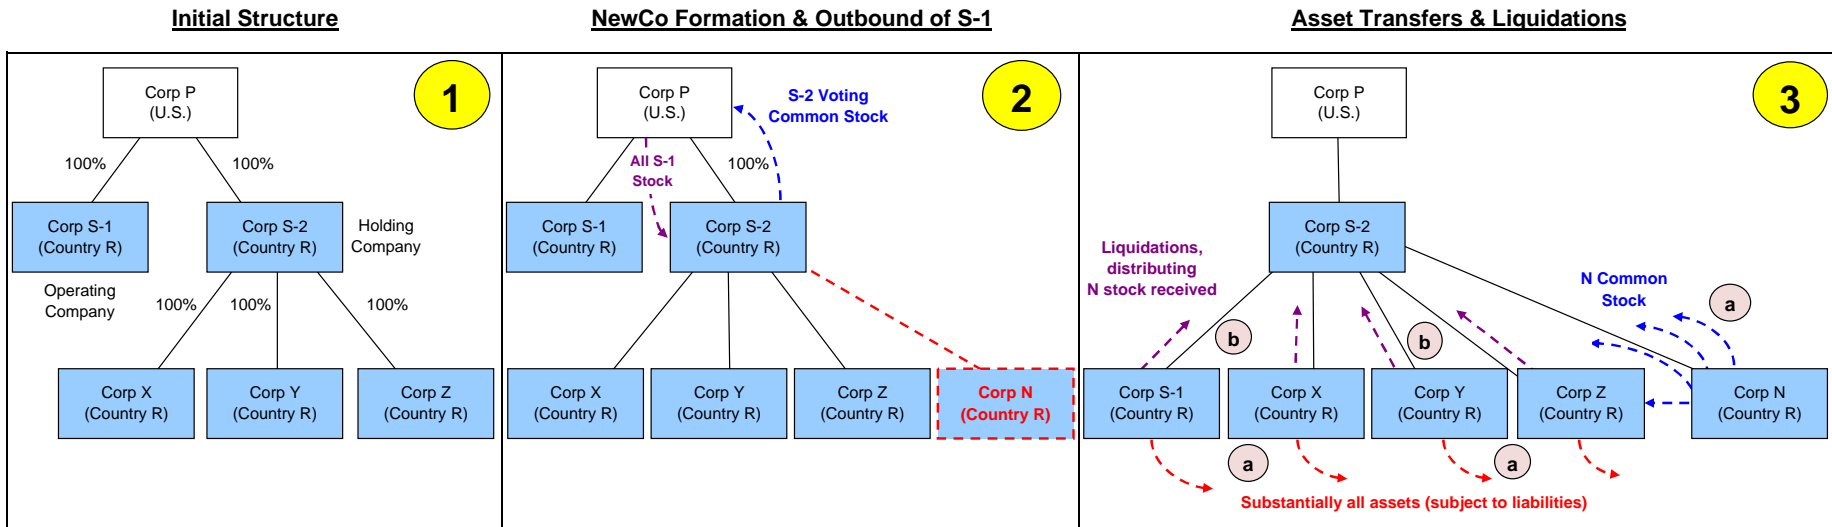 Initial Structure
NewCo Formation & Outbound of S-1
Asset Transfers & Liquidations
1
Corp P
(U.S.)
100%
100%
Corp S-1
(Country R)
Corp S-2
(Country R)
Holding
Company
Operating
Company
100%
100%
100%
Corp X
(Country R)
Corp Y
(Country R)
Corp Z
(Country R)
2
Corp P
(U.S.)
S-2 Voting
Common Stock
All S-1
Stock
100%
Corp S-1
(Country R)
Corp S-2
(Country R)
Corp X
(Country R)
Corp Y
(Country R)
Corp Z
(Country R)
Corp N
(Country R)
3
Corp P
(U.S.)
Corp S-2
(Country R)
Liquidations,
distributing
N stock received
N Common
Stock
a
b
b
Corp S-1
(Country R)
Corp X
(Country R)
Corp Y
(Country R)
Corp Z
(Country R)
Corp N
(Country R)
a
a
Substantially all assets (subject to liabilities)